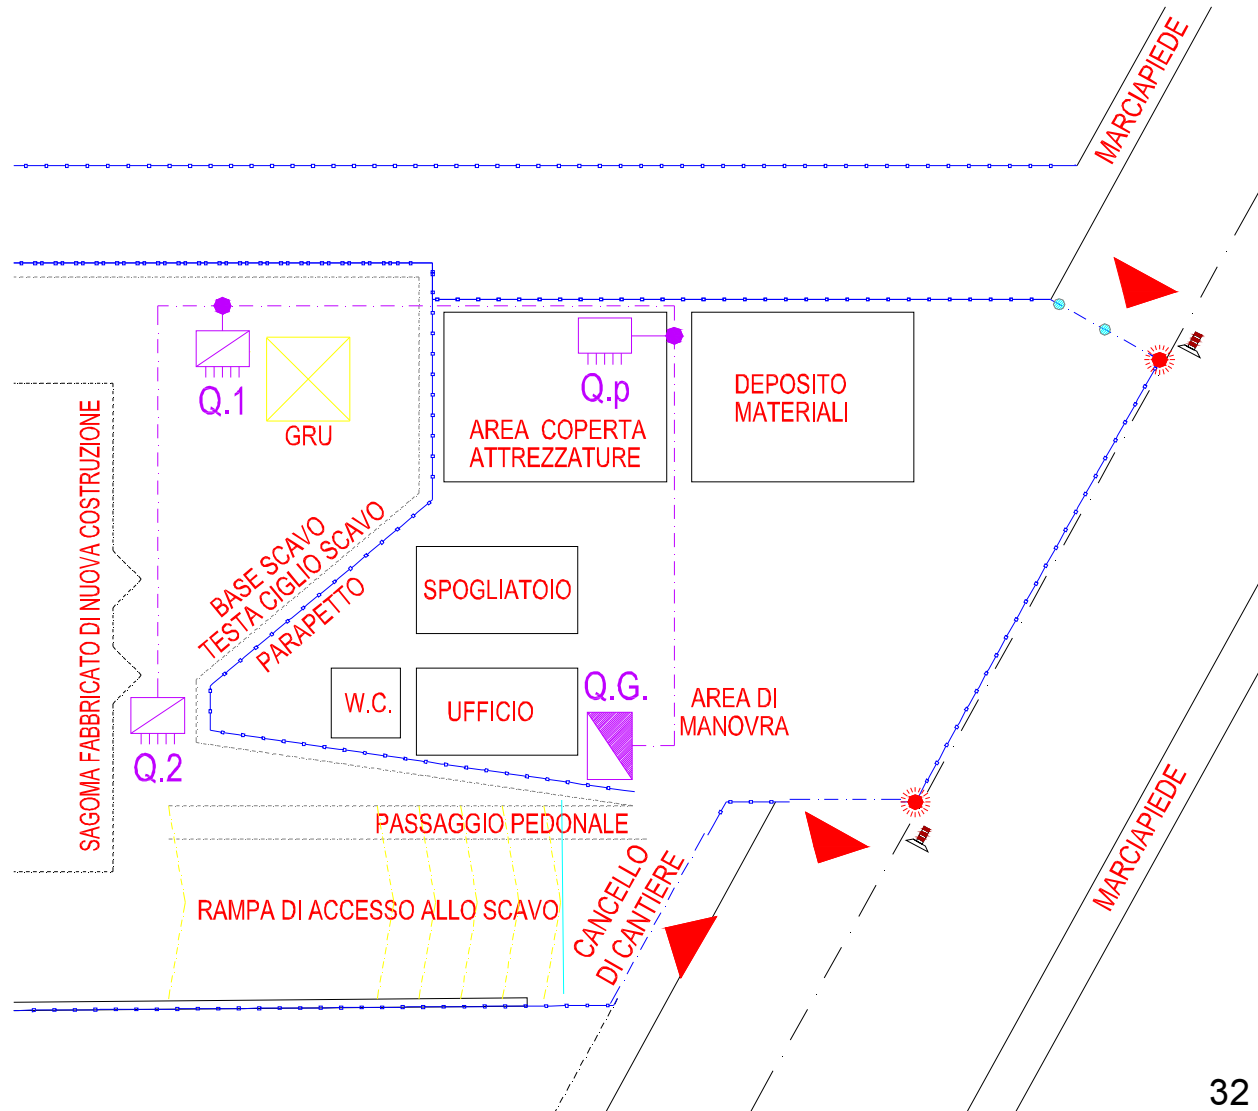 MARCIAPIEDE
Q.1
GRU
Q.p
AREA COPERTA
ATTREZZATURE
DEPOSITO
MATERIALI
SAGOMA FABBRICATO DI NUOVA COSTRUZIONE
BASE SCAVO
TESTA CIGLIO SCAVO
PARAPETTO
SPOGLIATOIO
W.C.
UFFICIO
Q.G.
AREA DI
MANOVRA
Q.2
PASSAGGIO PEDONALE
RAMPA DI ACCESSO ALLO SCAVO
CANCELLO
DI CANTIERE
MARCIAPIEDE
32